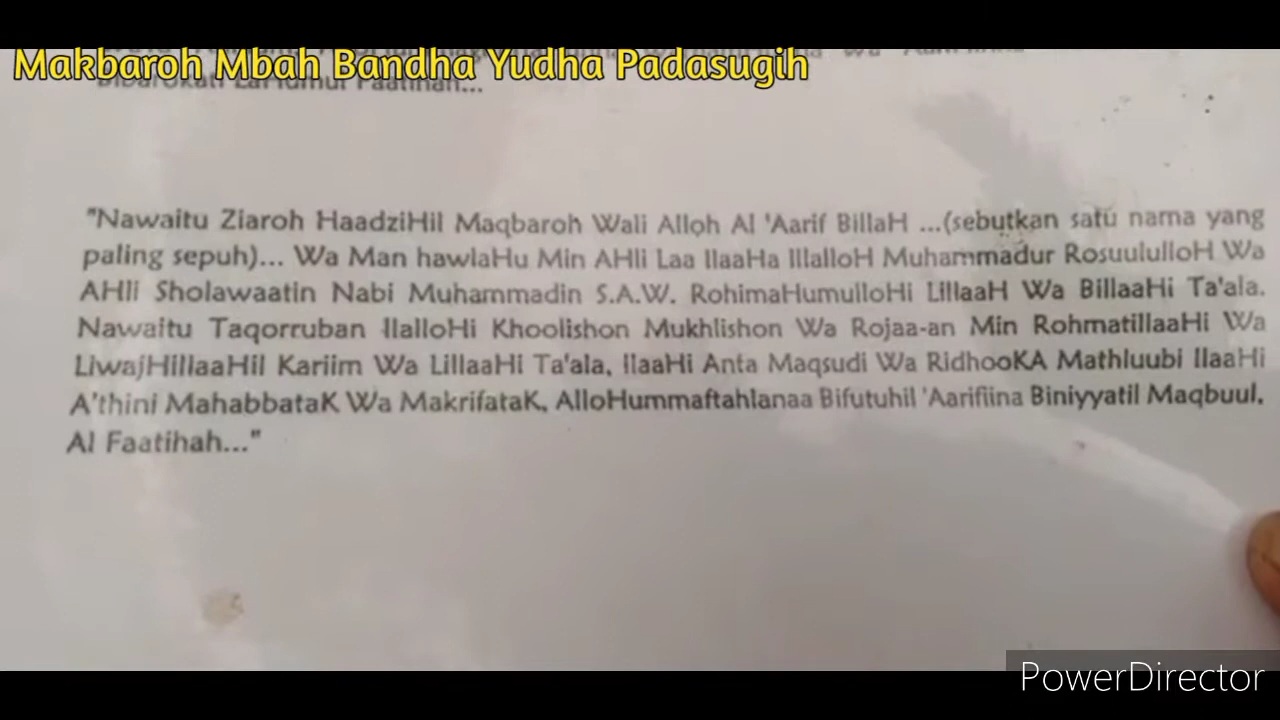 Makbaroh Mbah Bandha Yudha Padasugih
BibarOkati LaHumul Faatihah...
"Nawaitu Ziaroh HaadziHil Maqbaroh Wali Alloh Al 'Aarif BillaH ...(sebutkan satu nama yang
paling sepuh)... Wa Man hawlaHu Min AHli Laa IlaaHa IllalloH Muhammadur RosuululloH Wa
AHli Sholawaatin Nabi Muhammadin S.A.W. RohimaHumulloHi LillaaH Wa BillaaHi Ta'ala.
Nawaitu Taqorruban IlalloHi Khoolishon Mukhlishon Wa Rojaa-an Min RohmatillaaHi Wa
LiwajHillaaHil Kariim Wa LillaaHi Ta'ala, IlaaHi Anta Maqsudi Wa RidhooKA Mathluubi IlaaHi
A'thini MahabbataK Wa MakrifataK, AlloHummaftahlanaa Bifutuhil 'Aarifiina Biniyyatil Maqbuul,
Al Faatihah..."
PowerDirector